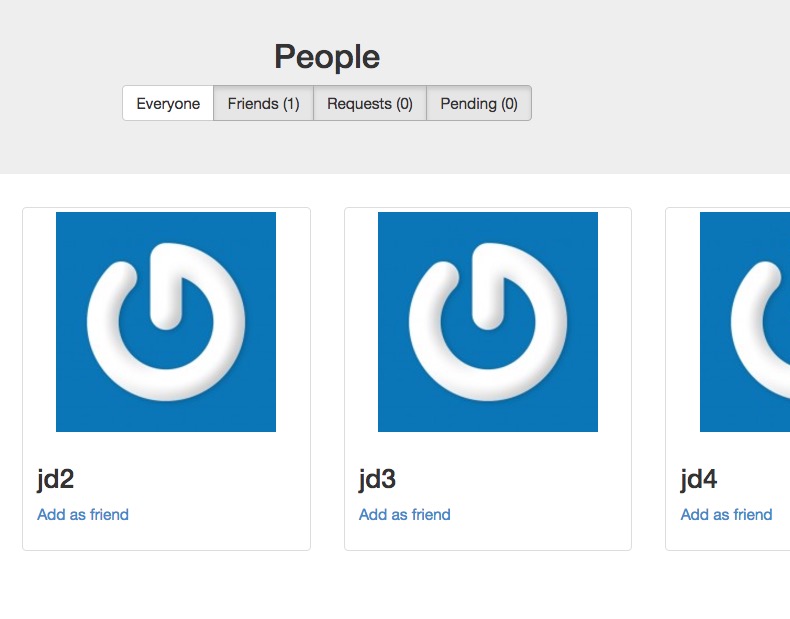 People
Everyone Friends (1) Requests (0) Pending (0)
jd2 jd3 jd4
Add as friend Add as friend Add as friend